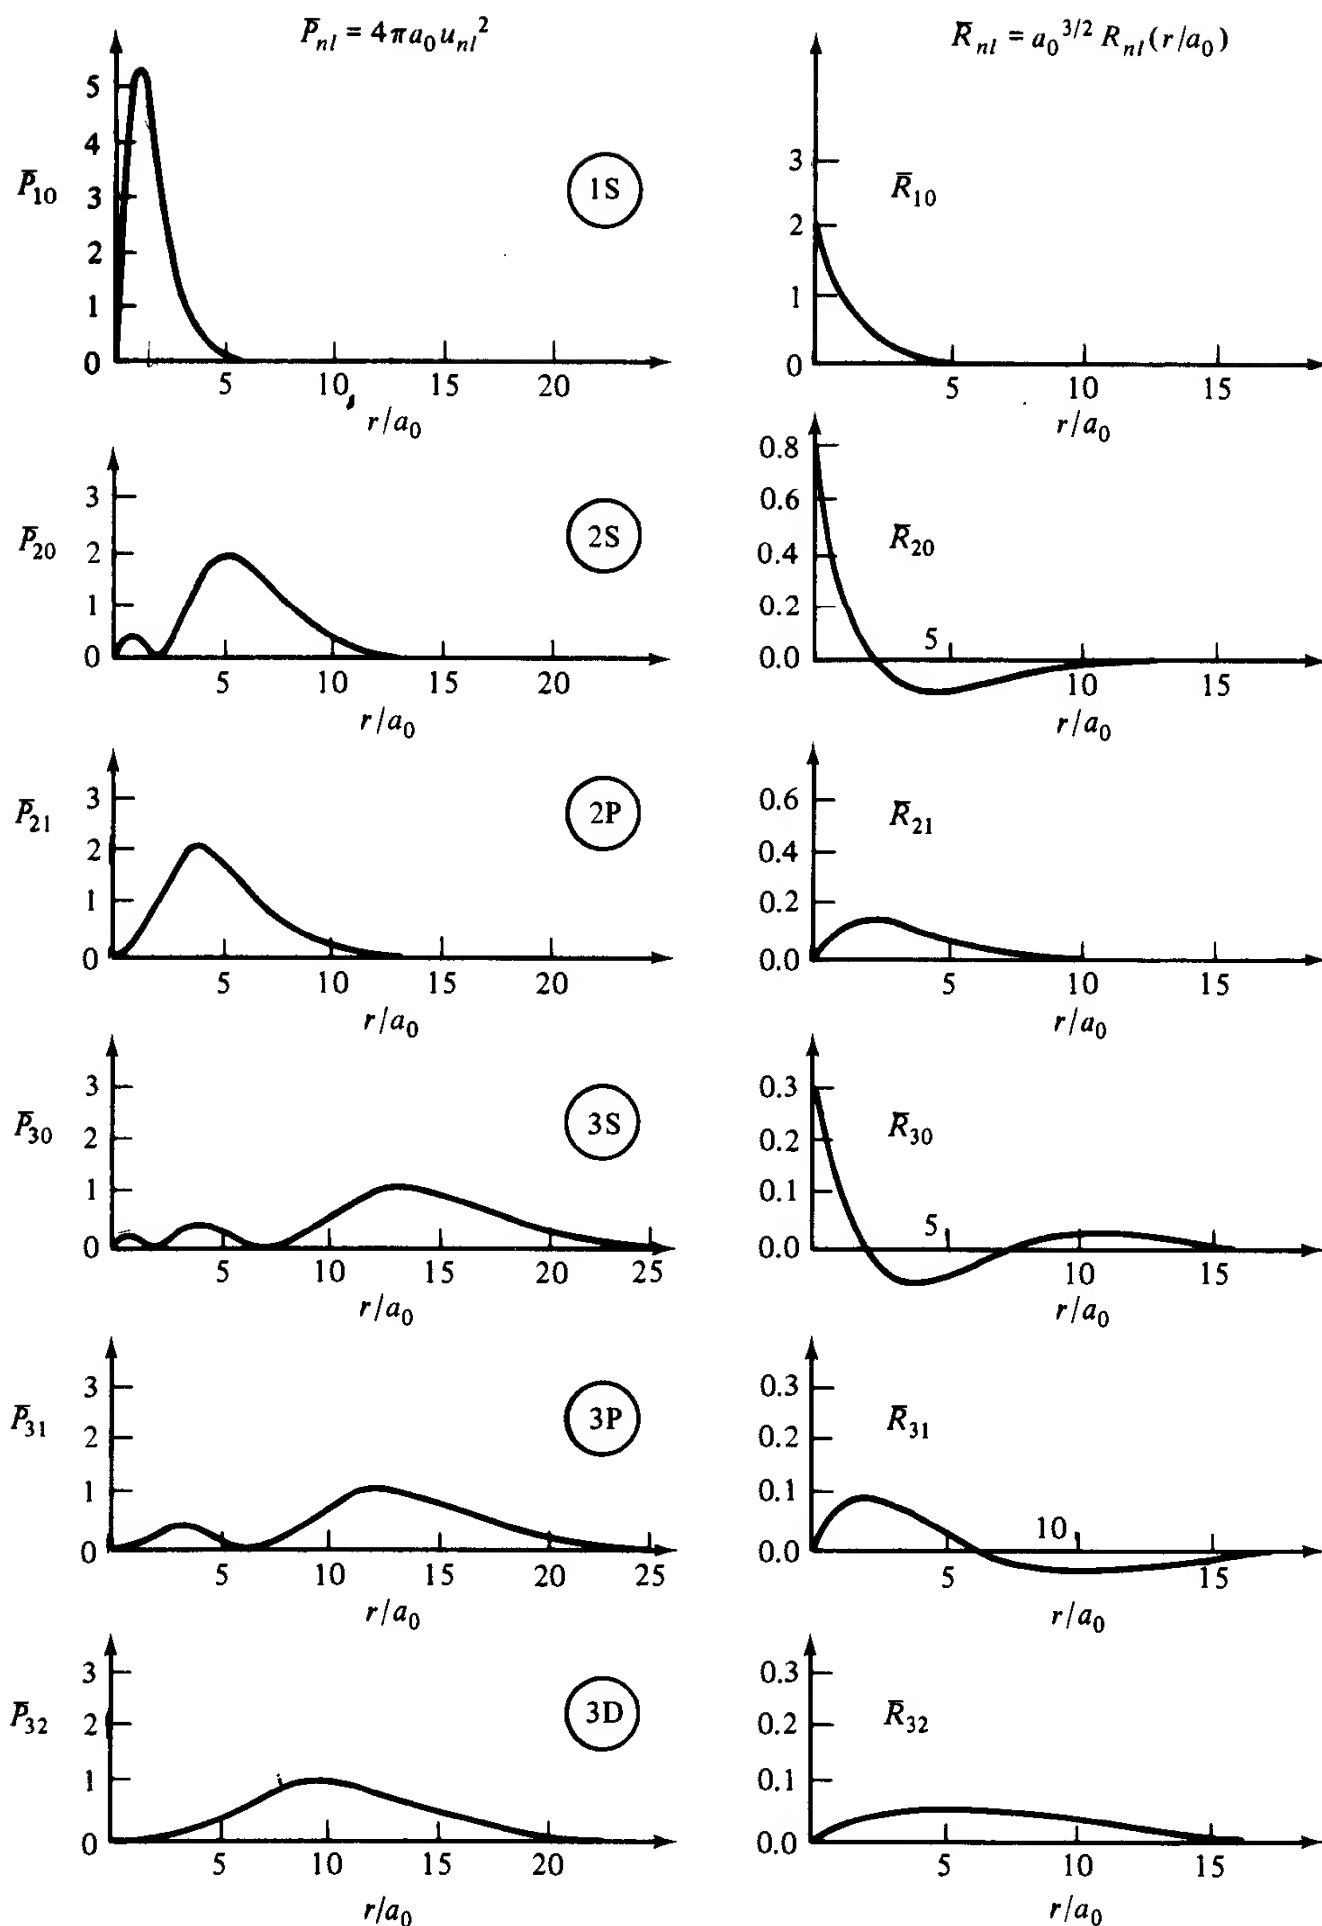 P̅nl = 4πa0unl²
R̅nl = a0^3/2 Rnl(r/a0)
5
4
3
2
1
0
P̅10
1S
5 10 15 20
r/a0
3
2
1
0
R̅10
5 10 15
r/a0
3
2
1
0
P̅20
2S
5 10 15 20
r/a0
0.8
0.6
0.4
0.2
0.0
R̅20
5 10 15
r/a0
3
2
1
0
P̅21
2P
5 10 15 20
r/a0
0.6
0.4
0.2
0.0
R̅21
5 10 15
r/a0
3
2
1
0
P̅30
3S
5 10 15 20 25
r/a0
0.3
0.2
0.1
0.0
R̅30
5 10 15
r/a0
3
2
1
0
P̅31
3P
5 10 15 20 25
r/a0
0.3
0.2
0.1
0.0
R̅31
5 10 15
r/a0
3
2
1
0
P̅32
3D
5 10 15 20
r/a0
0.3
0.2
0.1
0.0
R̅32
5 10 15
r/a0